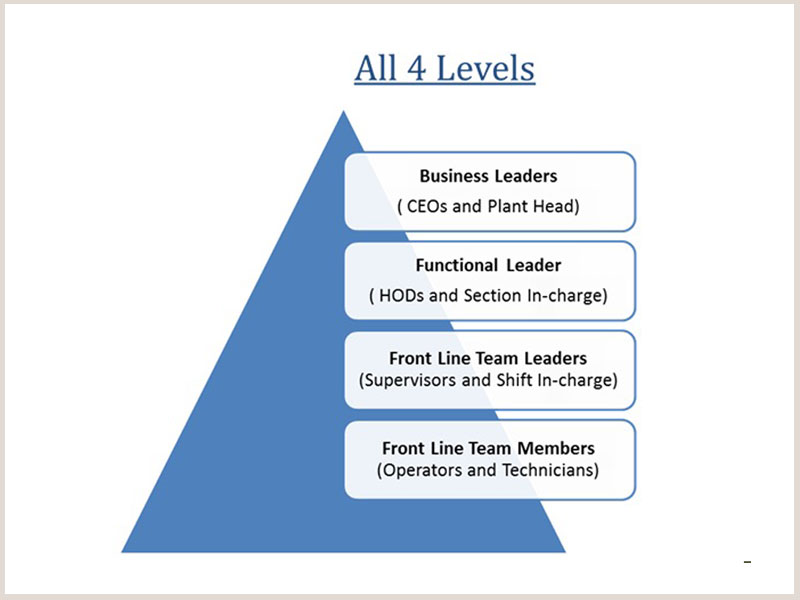 All 4 Levels
Business Leaders
( CEOs and Plant Head)
Functional Leader
( HODs and Section In-charge)
Front Line Team Leaders
(Supervisors and Shift In-charge)
Front Line Team Members
(Operators and Technicians)